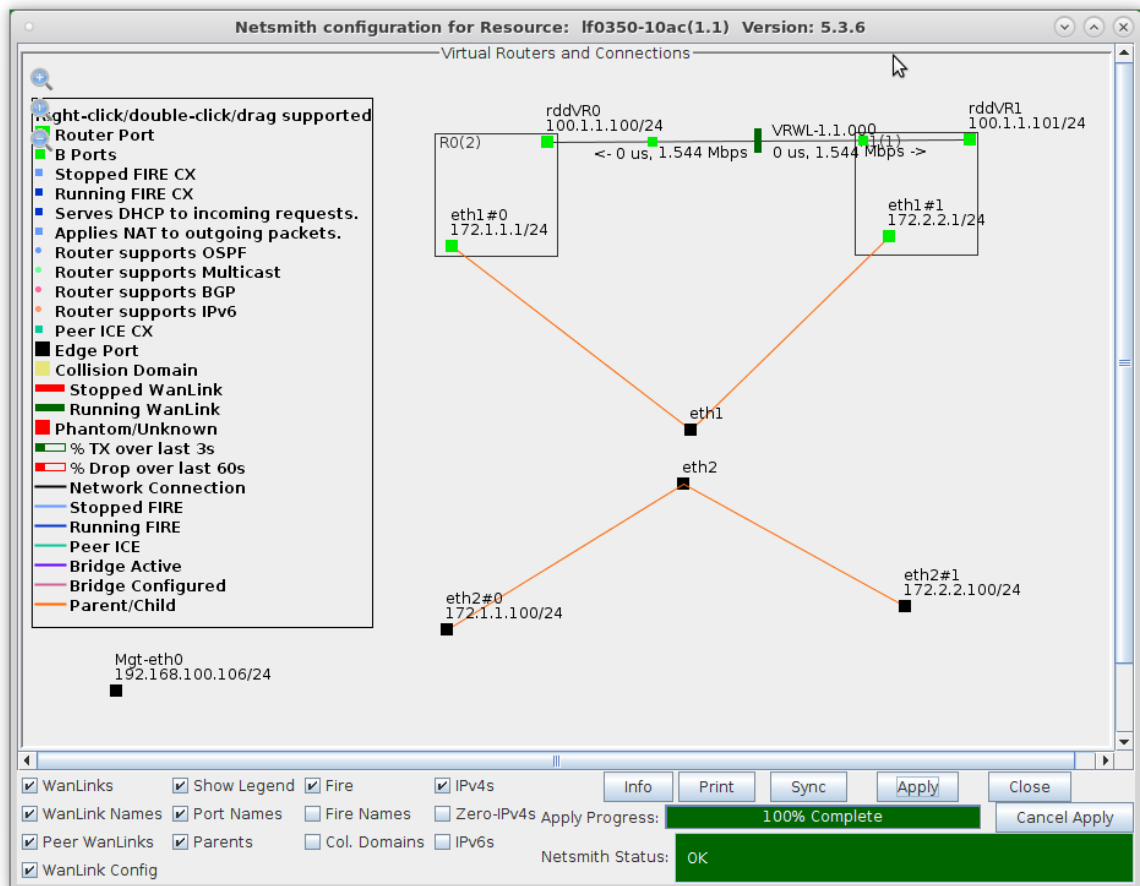 Netsmith configuration for Resource: lf0350-10ac(1.1) Version: 5.3.6
Virtual Routers and Connections
Right-click/double-click/drag supported
Router Port
B Ports
Stopped FIRE CX
Running FIRE CX
Serves DHCP to incoming requests.
Applies NAT to outgoing packets.
Router supports OSPF
Router supports Multicast
Router supports BGP
Router supports IPv6
Peer ICE CX
Edge Port
Collision Domain
Stopped WanLink
Running WanLink
Phantom/Unknown
% TX over last 3s
% Drop over last 60s
Network Connection
Stopped FIRE
Running FIRE
Peer ICE
Bridge Active
Bridge Configured
Parent/Child
rddVR0
100.1.1.100/24
R0(2)
<- 0 us, 1.544 Mbps
VRWL-1.1.000
0 us, 1.544 Mbps ->
rddVR1
100.1.1.101/24
1(1)
eth1#0
172.1.1.1/24
eth1#1
172.2.2.1/24
eth1
eth2
eth2#0
172.1.1.100/24
eth2#1
172.2.2.100/24
Mgt-eth0
192.168.100.106/24
WanLinks Show Legend Fire IPv4s Info Print Sync Apply Close
WanLink Names Port Names Fire Names Zero-IPv4s Apply Progress: 100% Complete Cancel Apply
Peer WanLinks Parents Col. Domains IPv6s Netsmith Status: OK
WanLink Config